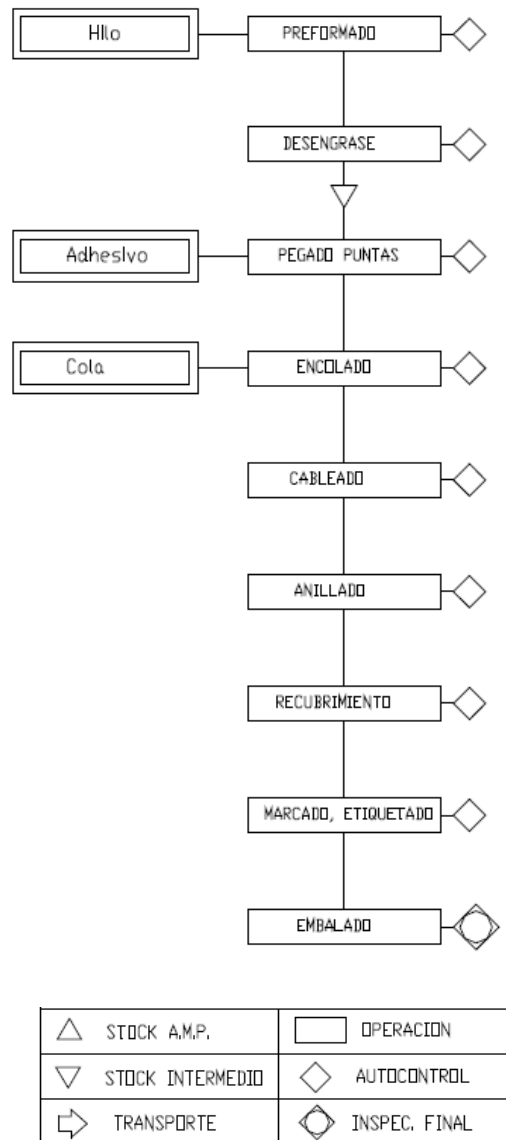 Hilo
PREFORMADO
DESENGRASE
Adhesivo
PEGADO PUNTAS
Cola
ENCOLADO
CABLEADO
ANILLADO
RECUBRIMIENTO
MARCADO, ETIQUETADO
EMBALADO
STOCK A.M.P.
OPERACION
STOCK INTERMEDIO
AUTOCONTROL
TRANSPORTE
INSPEC. FINAL